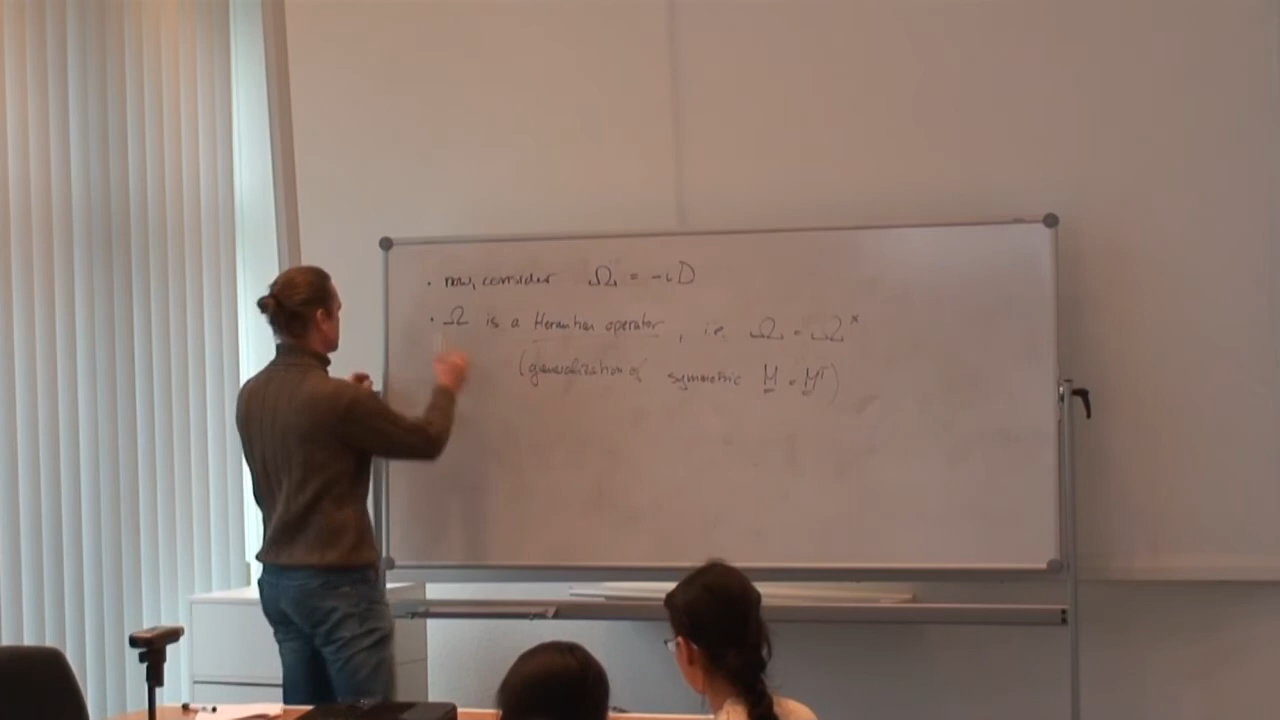 · now, consider Ω = -iD
· Ω is a Hermitian operator, i.e. Ω = Ω*
(generalization of symmetric M = Mᵀ)